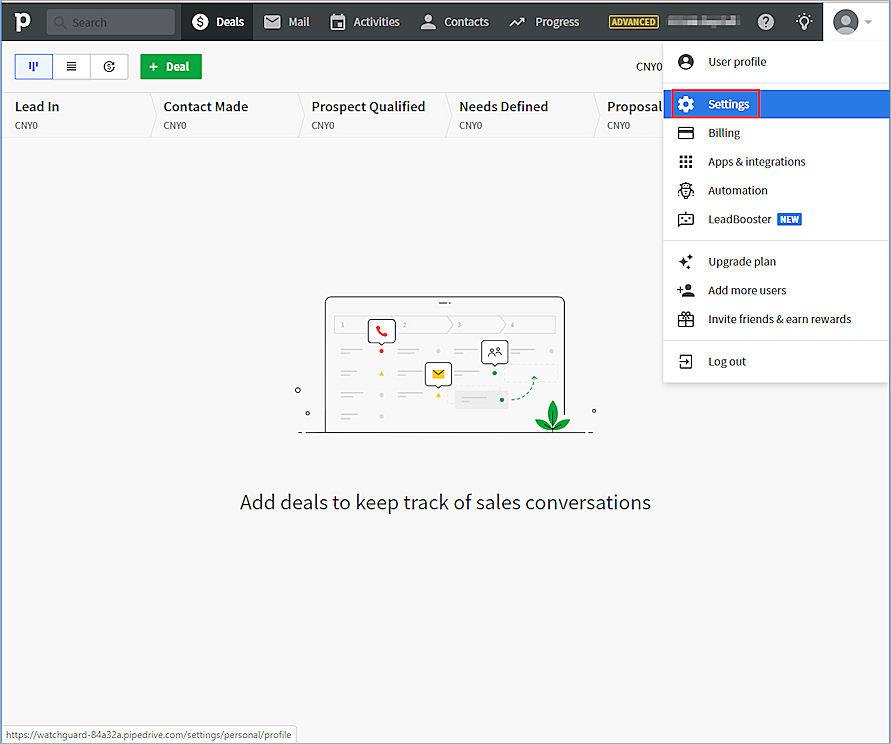 p
Search
Deals
Mail
Activities
Contacts
Progress
ADVANCED
+ Deal
CNY0
User profile
Lead In
CNY0
Contact Made
CNY0
Prospect Qualified
CNY0
Needs Defined
CNY0
Proposal
CNY0
Settings
Billing
Apps & integrations
Automation
LeadBooster NEW
Upgrade plan
Add more users
Invite friends & earn rewards
Log out
1
2
3
4
Add deals to keep track of sales conversations
https://watchguard-84a32a.pipedrive.com/settings/personal/profile